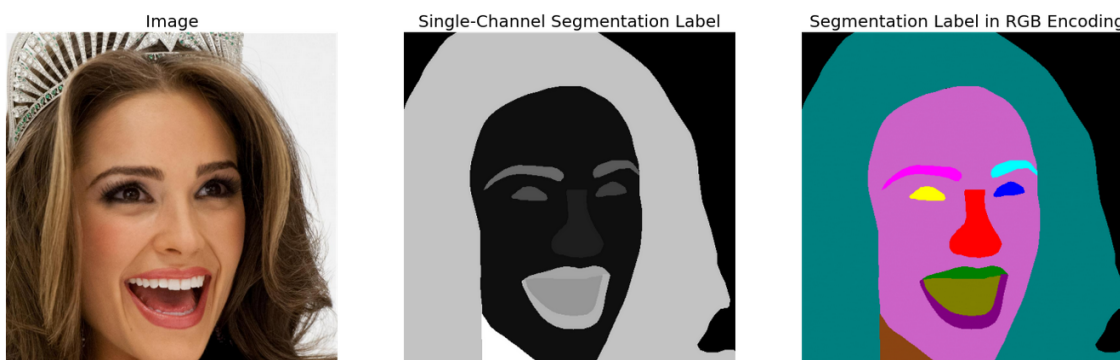 Image
Single-Channel Segmentation Label
Segmentation Label in RGB Encoding